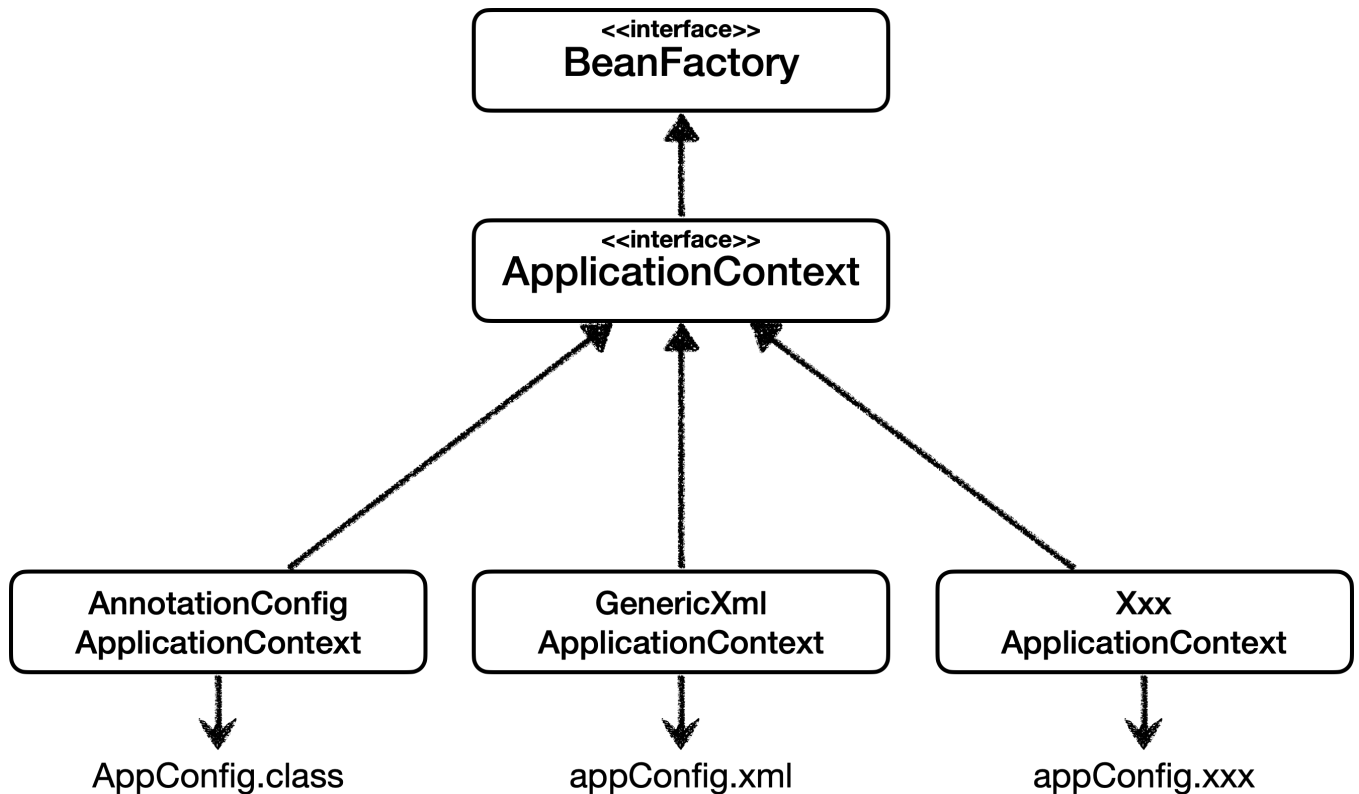 <<interface>>
BeanFactory
<<interface>>
ApplicationContext
AnnotationConfig
ApplicationContext
GenericXml
ApplicationContext
Xxx
ApplicationContext
AppConfig.class
appConfig.xml
appConfig.xxx